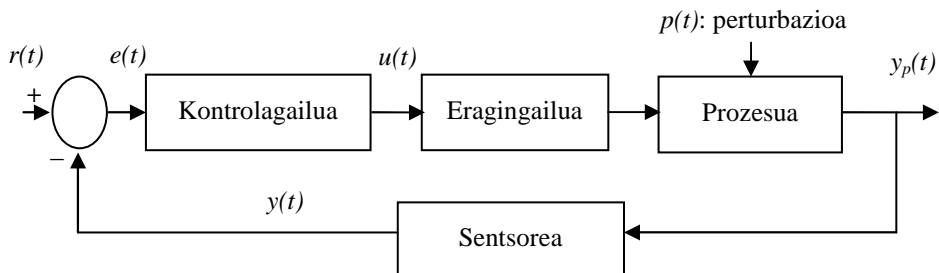 p(t): perturbazioa
r(t)
e(t)
u(t)
y_p(t)
+
Kontrolagailua
Eragingailua
Prozesua
−
y(t)
Sentsorea